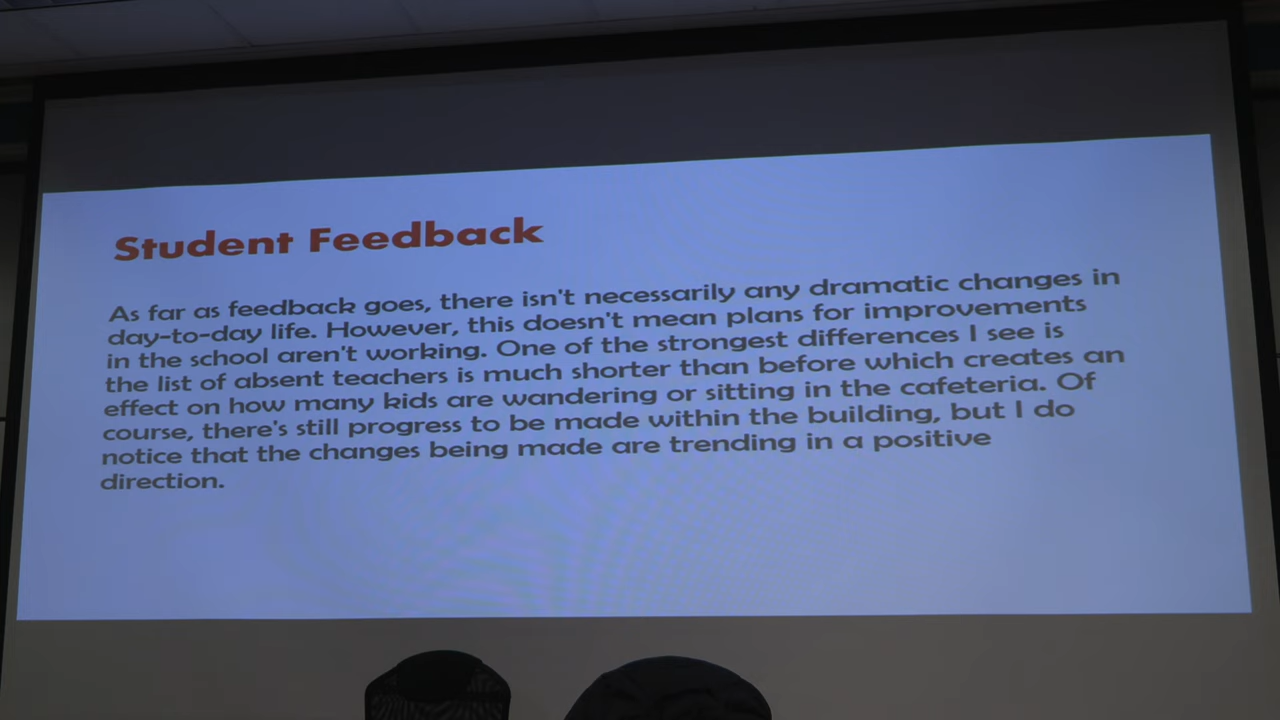 Student Feedback
As far as feedback goes, there isn't necessarily any dramatic changes in
day-to-day life. However, this doesn't mean plans for improvements
in the school aren't working. One of the strongest differences I see is
the list of absent teachers is much shorter than before which creates an
effect on how many kids are wandering or sitting in the cafeteria. Of
course, there's still progress to be made within the building, but I do
notice that the changes being made are trending in a positive
direction.